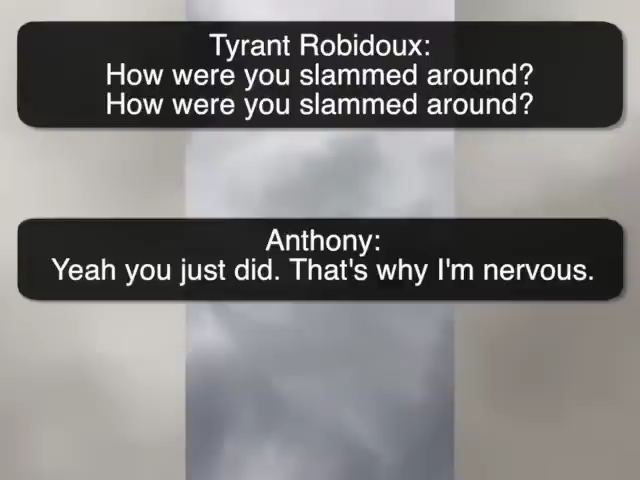 Tyrant Robidoux:
How were you slammed around?
How were you slammed around?
Anthony:
Yeah you just did. That's why I'm nervous.